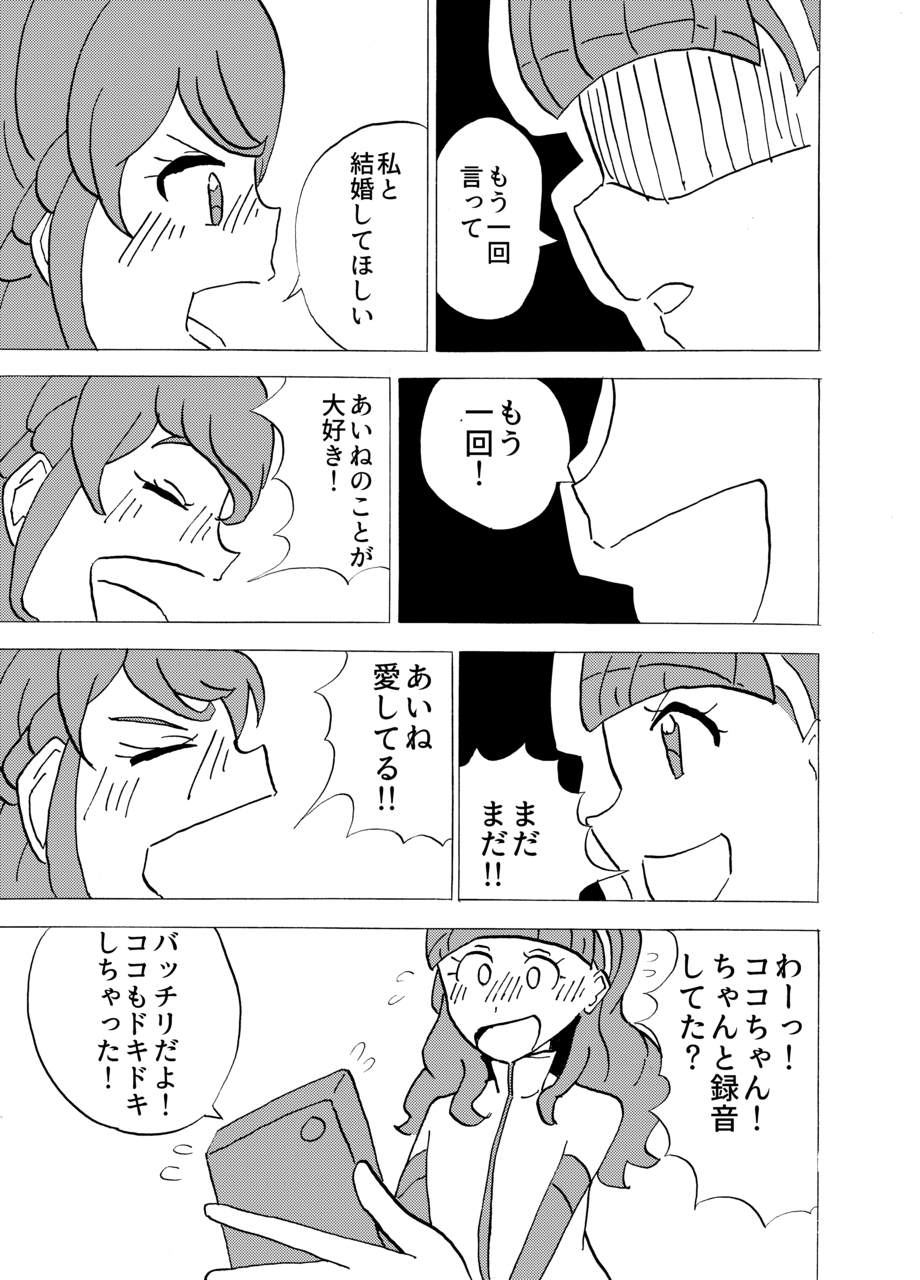 もう一回
言って
私と
結婚してほしい
もう
一回！
あいねのことが
大好き！
まだ
まだ!!
あいね
愛してる!!
わーっ！
ココちゃん！
ちゃんと録音
してた？
バッチリだよ！
ココもドキドキ
しちゃった！